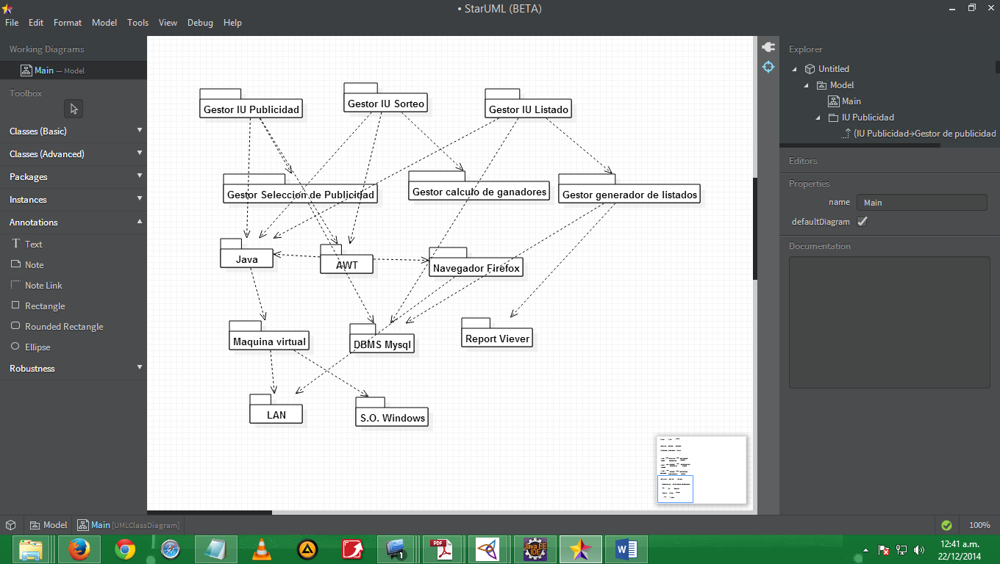 • StarUML (BETA)
File Edit Format Model Tools View Debug Help
Working Diagrams
Main — Model
Toolbox
Classes (Basic)
Classes (Advanced)
Packages
Instances
Annotations
Text
Note
Note Link
Rectangle
Rounded Rectangle
Ellipse
Robustness
Gestor IU Publicidad
Gestor IU Sorteo
Gestor IU Listado
Gestor Seleccion de Publicidad
Gestor calculo de ganadores
Gestor generador de listados
Java
AWT
Navegador Firefox
Maquina virtual
DBMS Mysql
Report Viever
LAN
S.O. Windows
Explorer
Untitled
Model
Main
IU Publicidad
(IU Publicidad→Gestor de publicidad
Editors
Properties
name Main
defaultDiagram
Documentation
Model Main [UMLClassDiagram]
100%
PDF
Java EE
IDE
W
12:41 a.m.
22/12/2014